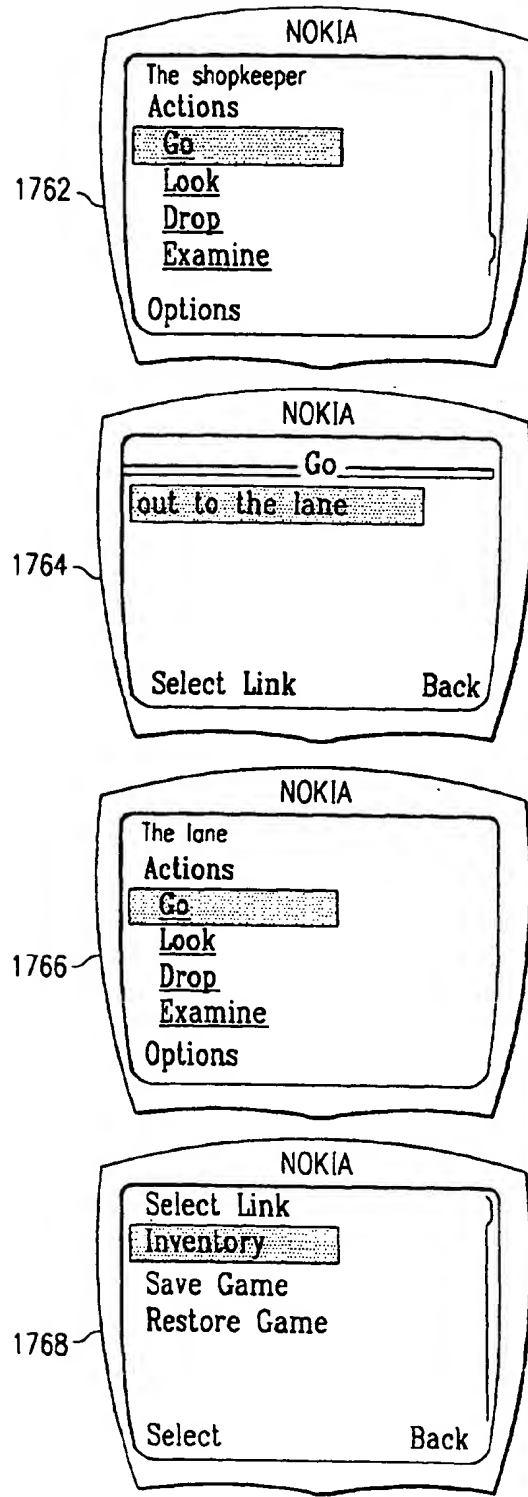 NOKIA
The shopkeeper
Actions
Go
Look
Drop
Examine
Options
1762
NOKIA
Go
out to the lane
Select Link Back
1764
NOKIA
The lane
Actions
Go
Look
Drop
Examine
Options
1766
NOKIA
Select Link
Inventory
Save Game
Restore Game
Select Back
1768